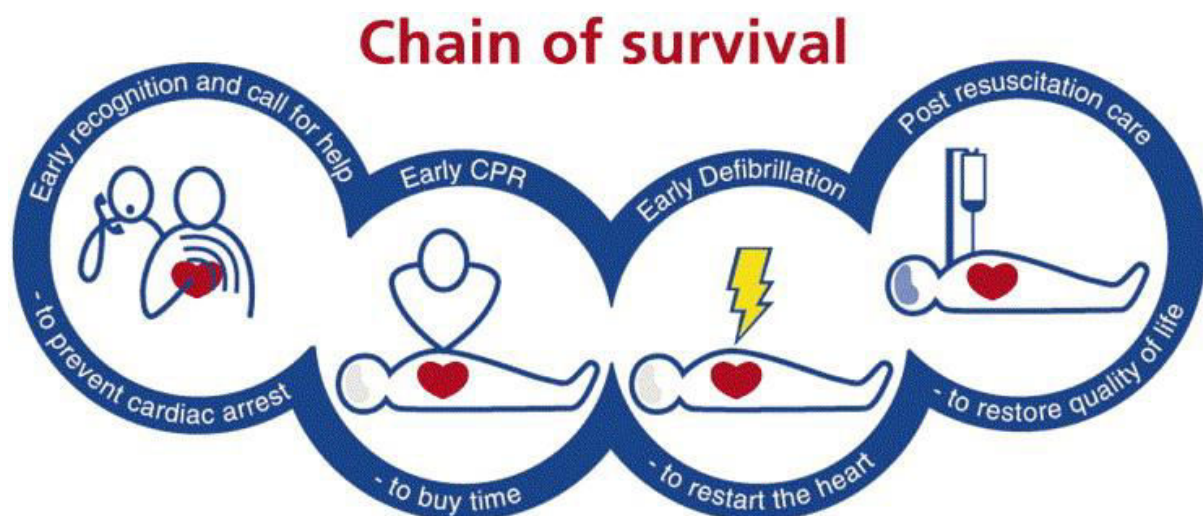 Chain of survival
Early recognition and call for help
- to prevent cardiac arrest
Early CPR
- to buy time
Early Defibrillation
- to restart the heart
Post resuscitation care
- to restore quality of life